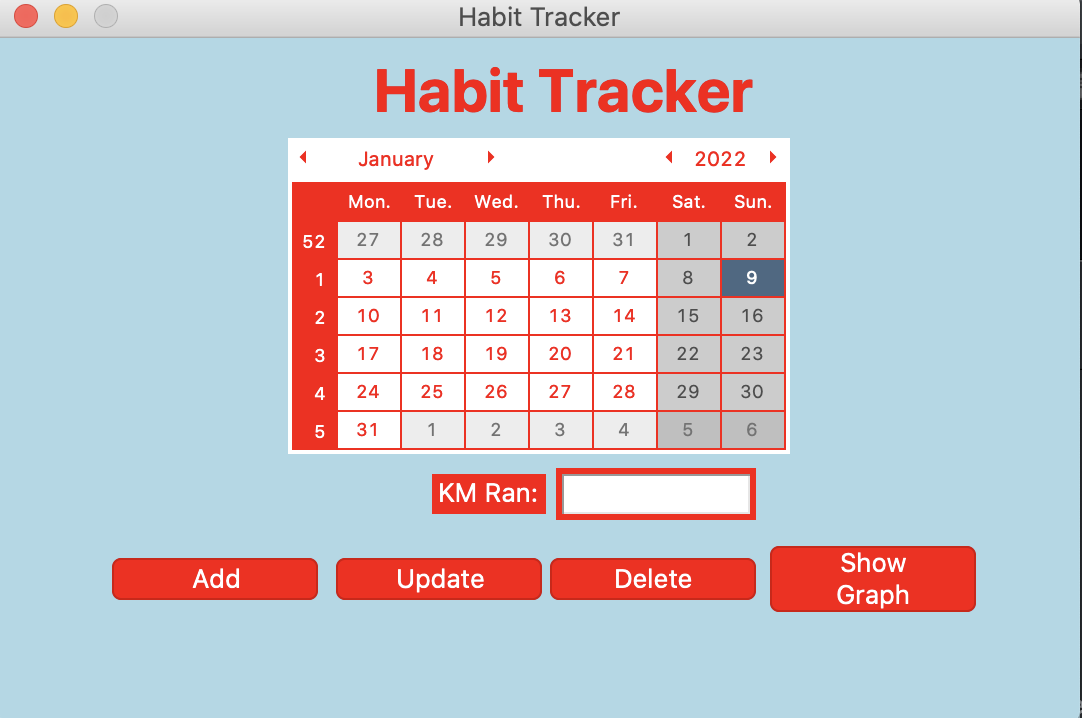 Habit Tracker
Habit Tracker
January 2022
Mon. Tue. Wed. Thu. Fri. Sat. Sun.
52 27 28 29 30 31 1 2
1 3 4 5 6 7 8 9
2 10 11 12 13 14 15 16
3 17 18 19 20 21 22 23
4 24 25 26 27 28 29 30
5 31 1 2 3 4 5 6
KM Ran:
Add Update Delete Show
Graph